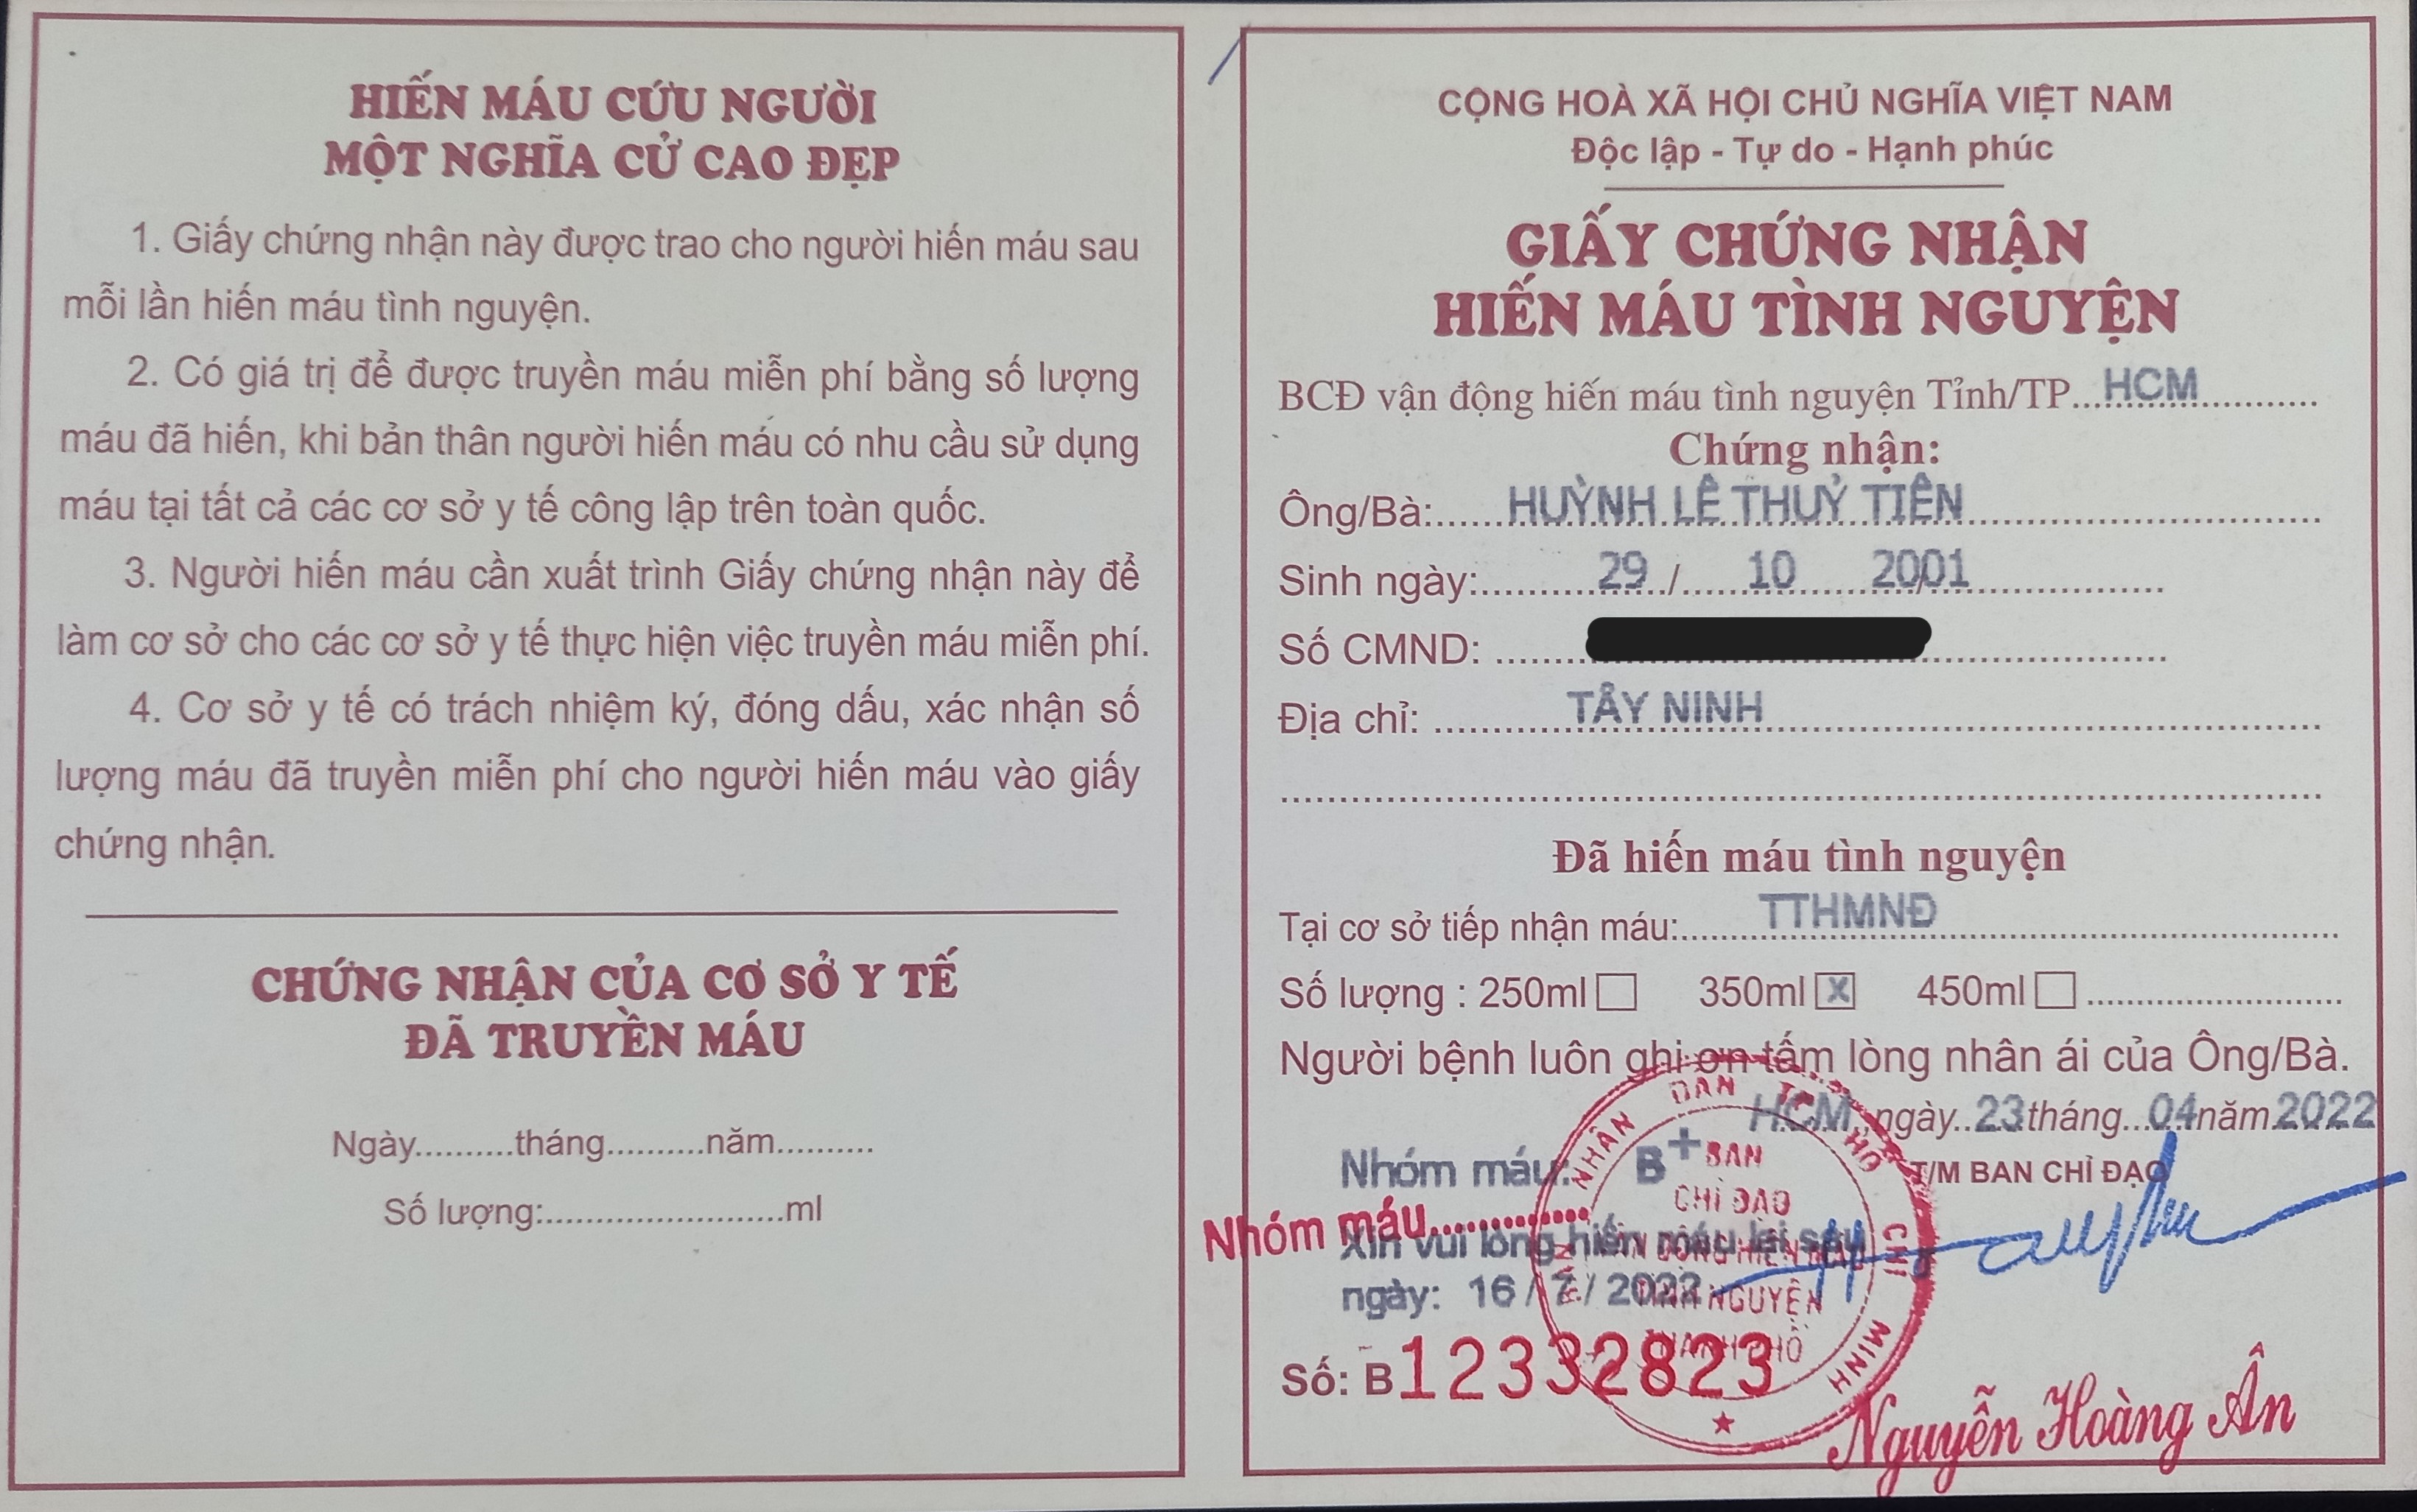 HIẾN MÁU CỨU NGƯỜI
MỘT NGHĨA CỬ CAO ĐẸP
1. Giấy chứng nhận này được trao cho người hiến máu sau
mỗi lần hiến máu tình nguyện.
2. Có giá trị để được truyền máu miễn phí bằng số lượng
máu đã hiến, khi bản thân người hiến máu có nhu cầu sử dụng
máu tại tất cả các cơ sở y tế công lập trên toàn quốc.
3. Người hiến máu cần xuất trình Giấy chứng nhận này để
làm cơ sở cho các cơ sở y tế thực hiện việc truyền máu miễn phí.
4. Cơ sở y tế có trách nhiệm ký, đóng dấu, xác nhận số
lượng máu đã truyền miễn phí cho người hiến máu vào giấy
chứng nhận.
CHỨNG NHẬN CỦA CƠ SỞ Y TẾ
ĐÃ TRUYỀN MÁU
Ngày..........tháng..........năm..........
Số lượng:........................ml
CỘNG HOÀ XÃ HỘI CHỦ NGHĨA VIỆT NAM
Độc lập - Tự do - Hạnh phúc
GIẤY CHỨNG NHẬN
HIẾN MÁU TÌNH NGUYỆN
BCĐ vận động hiến máu tình nguyện Tỉnh/TP...HCM
Chứng nhận:
Ông/Bà:......HUỲNH LÊ THUỶ TIÊN
Sinh ngày: 29 / 10 / 2001
Số CMND:
Địa chỉ: TÂY NINH
Đã hiến máu tình nguyện
Tại cơ sở tiếp nhận máu: TTHMNĐ
Số lượng : 250ml 350ml X 450ml
Người bệnh luôn ghi ơn tấm lòng nhân ái của Ông/Bà.
HCM, ngày..23 tháng...04 năm 2022
Nhóm máu: B+
T/M BAN CHỈ ĐẠO
Nhóm máu.............
Xin vui lòng hiến máu lại sau
ngày: 16 / 7 / 2022
BAN
CHỈ ĐẠO
VẬN ĐỘNG HIẾN MÁU
TÌNH NGUYỆN
THÀNH PHỐ
Số: B 12332823
Nguyễn Hoàng Ân